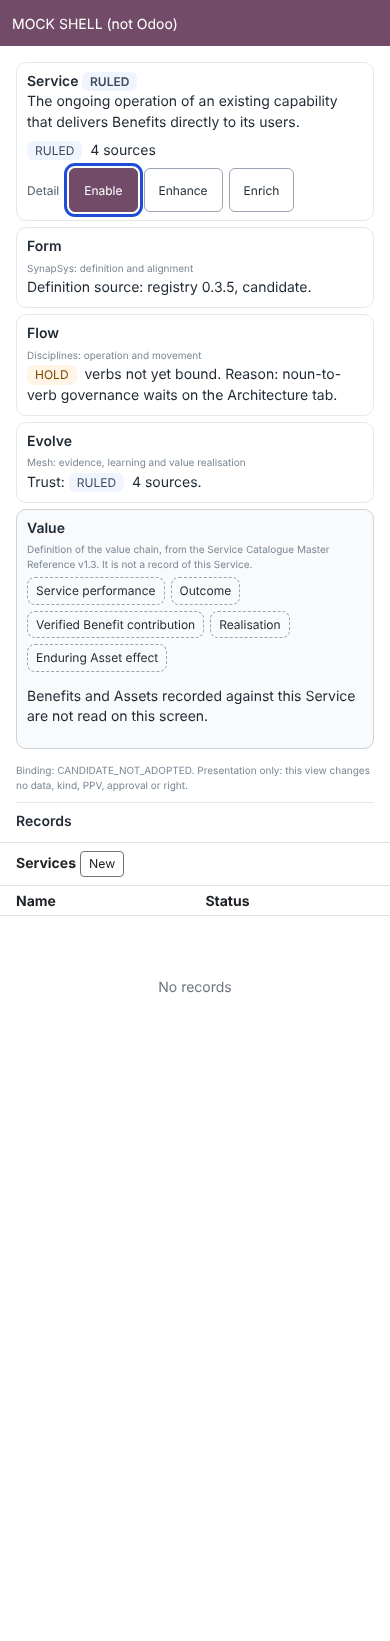 MOCK SHELL (not Odoo)
Service RULED
The ongoing operation of an existing capability
that delivers Benefits directly to its users.
RULED 4 sources
Detail Enable Enhance Enrich
Form
SynapSys: definition and alignment
Definition source: registry 0.3.5, candidate.
Flow
Disciplines: operation and movement
HOLD verbs not yet bound. Reason: noun-to-
verb governance waits on the Architecture tab.
Evolve
Mesh: evidence, learning and value realisation
Trust: RULED 4 sources.
Value
Definition of the value chain, from the Service Catalogue Master
Reference v1.3. It is not a record of this Service.
Service performance Outcome
Verified Benefit contribution Realisation
Enduring Asset effect
Benefits and Assets recorded against this Service
are not read on this screen.
Binding: CANDIDATE_NOT_ADOPTED. Presentation only: this view changes
no data, kind, PPV, approval or right.
Records
Services New
Name Status
No records